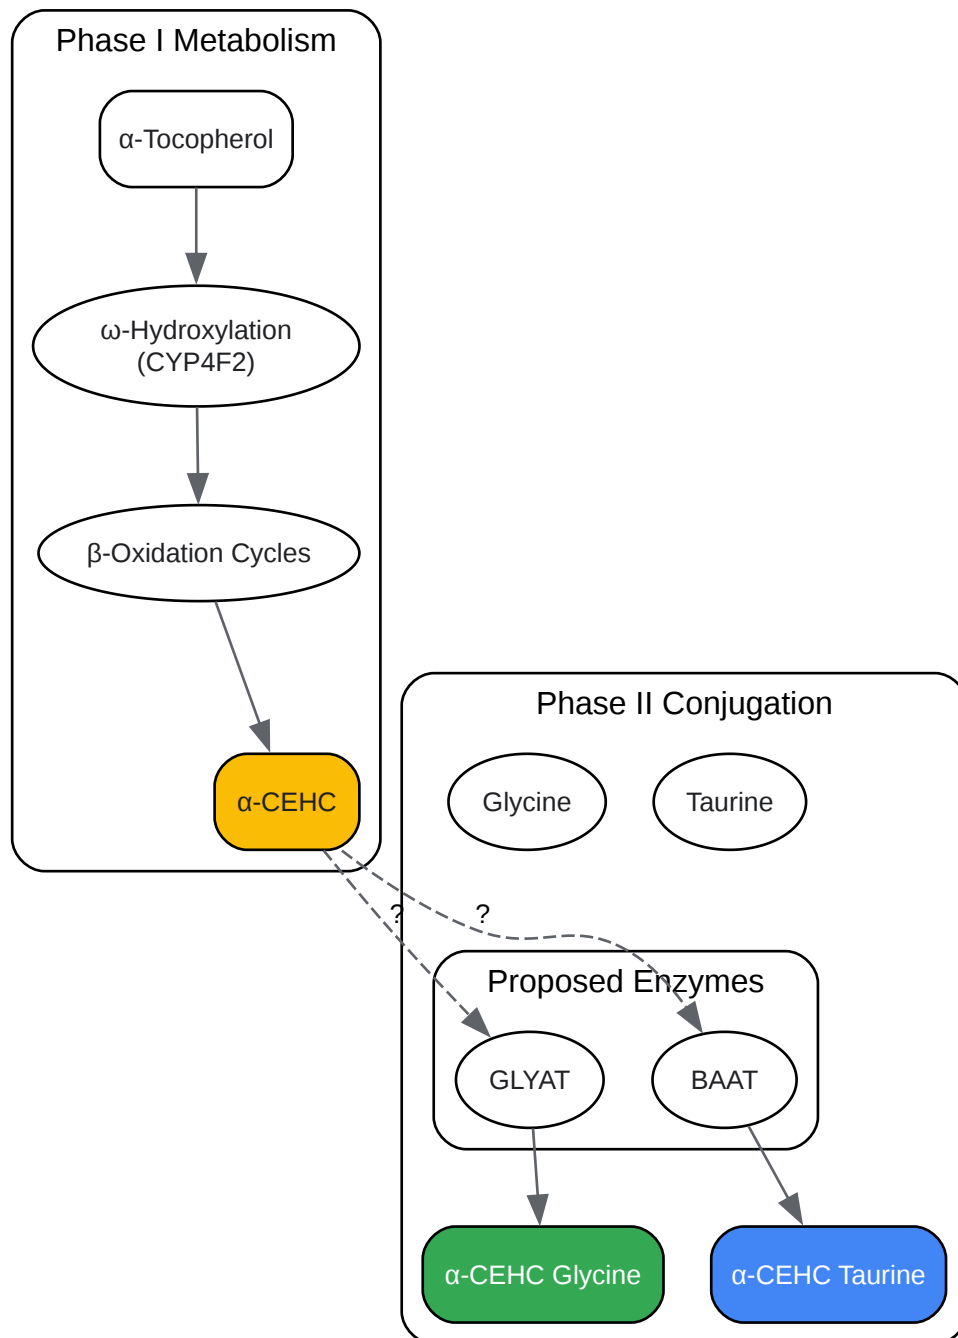 Phase I Metabolism
α-Tocopherol
ω-Hydroxylation
(CYP4F2)
β-Oxidation Cycles
α-CEHC
Phase II Conjugation
Glycine
Taurine
?
?
Proposed Enzymes
GLYAT
BAAT
α-CEHC Glycine
α-CEHC Taurine